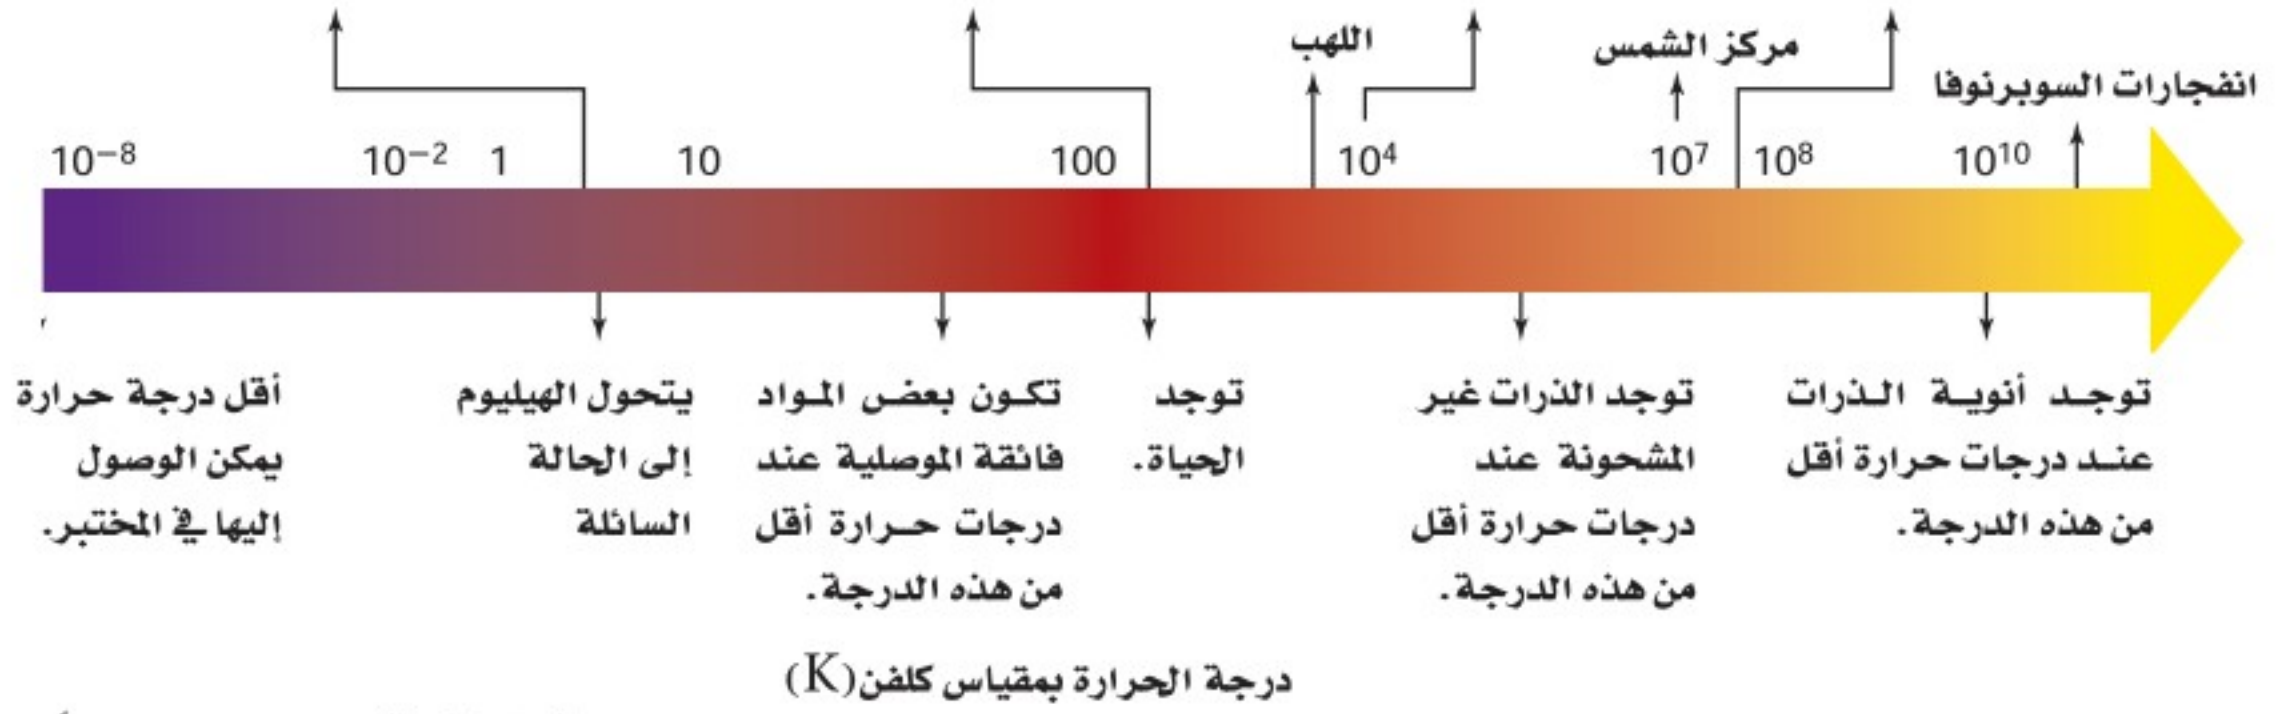 اللهب
مركز الشمس
انفجارات السوبرنوفا
10⁻⁸ 10⁻² 1 10 100 10⁴ 10⁷ 10⁸ 10¹⁰
أقل درجة حرارة
يمكن الوصول
إليها في المختبر.
يتحول الهيليوم
إلى الحالة
السائلة
تكون بعض المواد
فائقة الموصلية عند
درجات حرارة أقل
من هذه الدرجة.
توجد
الحياة.
توجد الذرات غير
المشحونة عند
درجات حرارة أقل
من هذه الدرجة.
توجد أنوية الذرات
عند درجات حرارة أقل
من هذه الدرجة.
درجة الحرارة بمقياس كلفن (K)